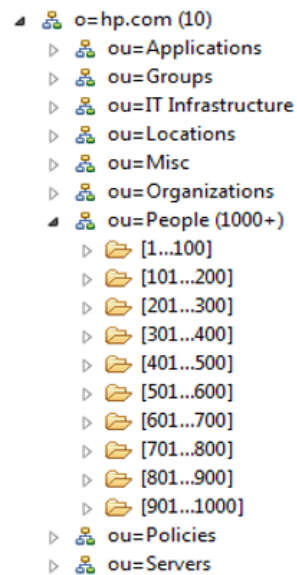 o=hp.com (10)
ou=Applications
ou=Groups
ou=IT Infrastructure
ou=Locations
ou=Misc
ou=Organizations
ou=People (1000+)
[1...100]
[101...200]
[201...300]
[301...400]
[401...500]
[501...600]
[601...700]
[701...800]
[801...900]
[901...1000]
ou=Policies
ou=Servers